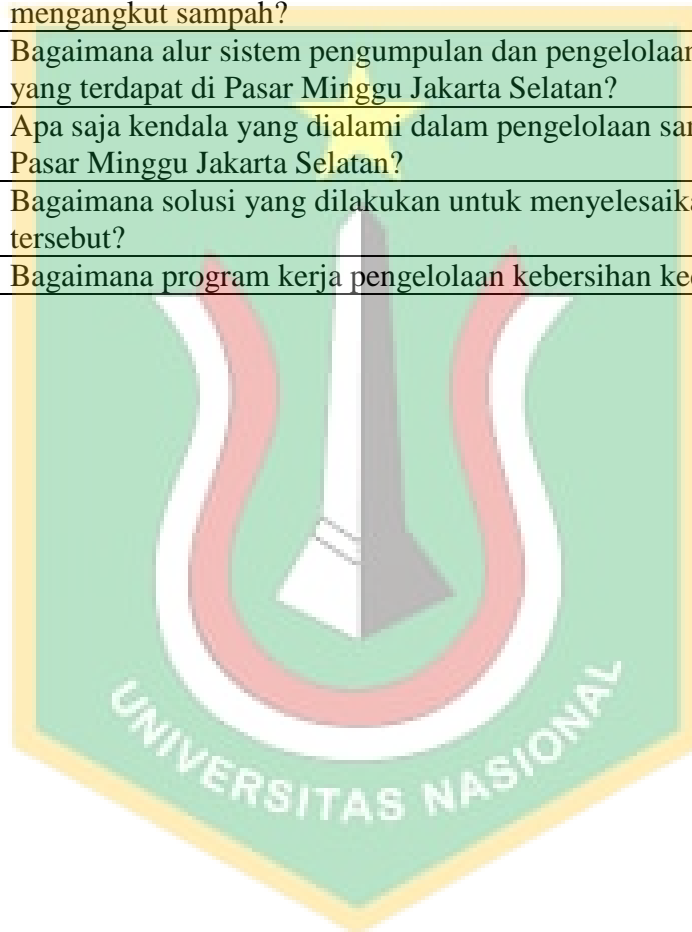 mengangkut sampah?
Bagaimana alur sistem pengumpulan dan pengelolaan
yang terdapat di Pasar Minggu Jakarta Selatan?
Apa saja kendala yang dialami dalam pengelolaan
Pasar Minggu Jakarta Selatan?
Bagaimana solusi yang dilakukan untuk
tersebut?
Bagaimana program kerja pengelolaan kebersihan
UNIVERSITAS NASIONAL